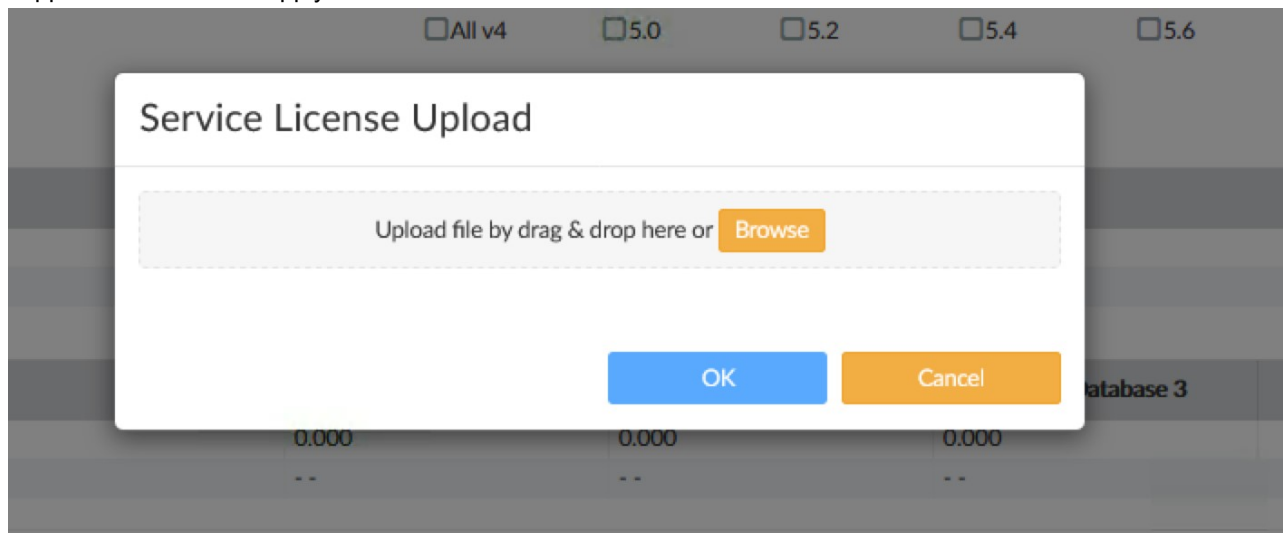 All v4 5.0 5.2 5.4 5.6
Service License Upload
Upload file by drag & drop here or Browse
OK Cancel
atabase 3
0.000 0.000 0.000
- - - - - -